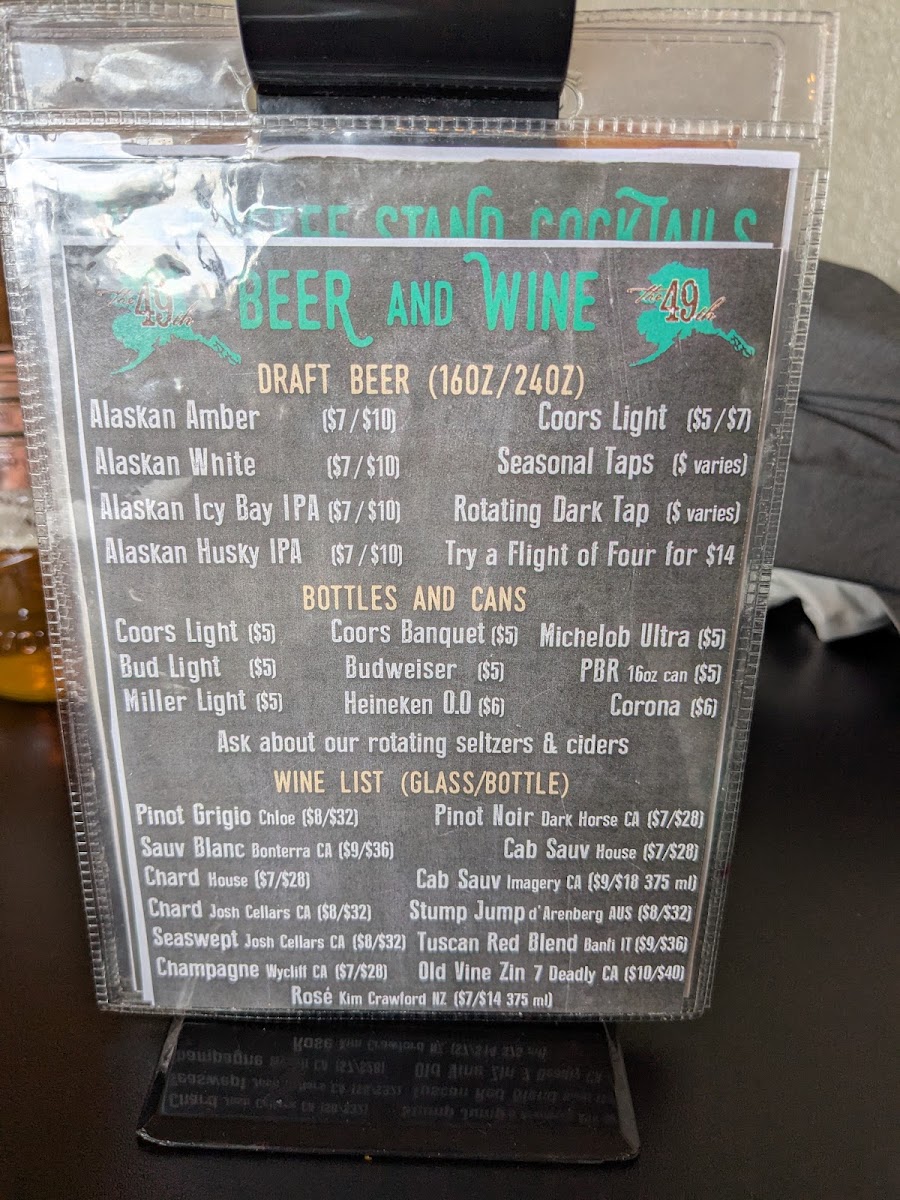 STAND COCKTAILS
The 49th BEER AND WINE The 49th
DRAFT BEER (16OZ/24OZ)
Alaskan Amber ($7/$10) Coors Light ($5/$7)
Alaskan White ($7/$10) Seasonal Taps ($ varies)
Alaskan Icy Bay IPA ($7/$10) Rotating Dark Tap ($ varies)
Alaskan Husky IPA ($7/$10) Try a Flight of Four for $14
BOTTLES AND CANS
Coors Light ($5) Coors Banquet ($5) Michelob Ultra ($5)
Bud Light ($5) Budweiser ($5) PBR 16oz can ($5)
Miller Light ($5) Heineken 0.0 ($6) Corona ($6)
Ask about our rotating seltzers & ciders
WINE LIST (GLASS/BOTTLE)
Pinot Grigio Chloe ($8/$32) Pinot Noir Dark Horse CA ($7/$28)
Sauv Blanc Bonterra CA ($9/$36) Cab Sauv House ($7/$28)
Chard House ($7/$28) Cab Sauv Imagery CA ($9/$18 375 ml)
Chard Josh Cellars CA ($8/$32) Stump Jump d'Arenberg AUS ($8/$32)
Seaswept Josh Cellars CA ($8/$32) Tuscan Red Blend Banfi IT ($9/$36)
Champagne Wycliff CA ($7/$28) Old Vine Zin 7 Deadly CA ($10/$40)
Rosé Kim Crawford NZ ($7/$14 375 ml)